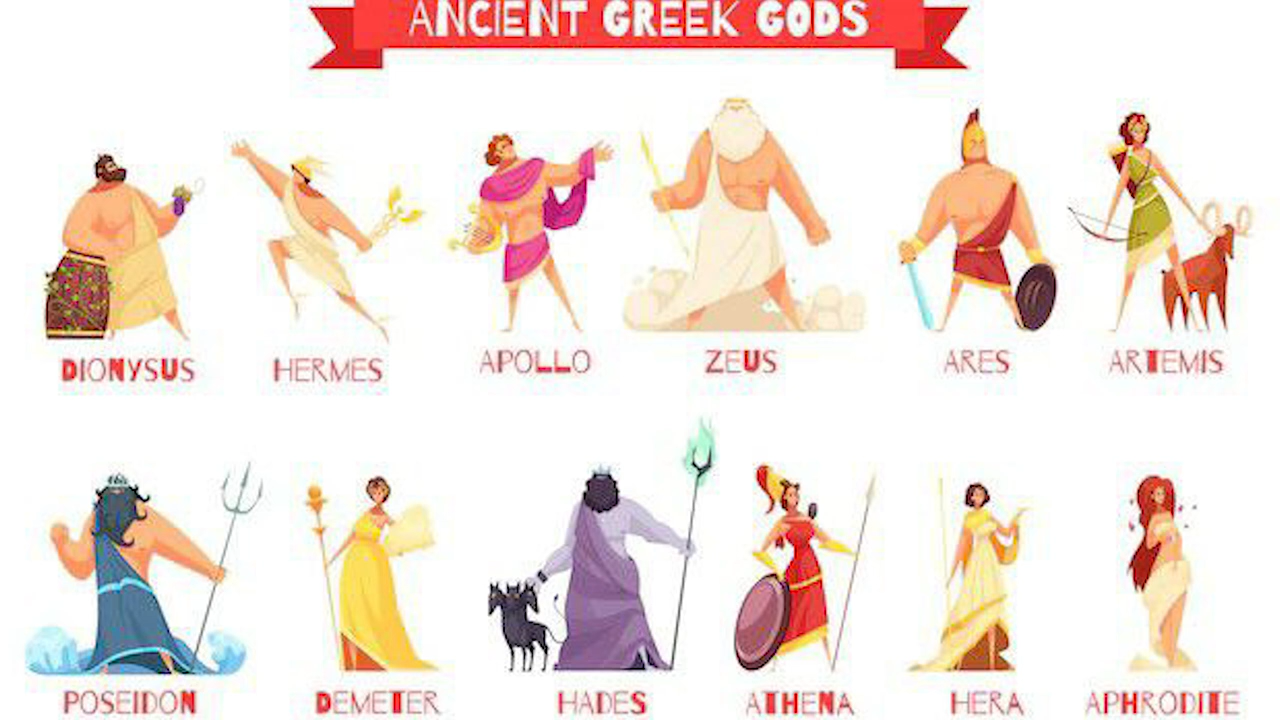 ANCIENT GREEK GODS
DIONYSUS HERMES APOLLO ZEUS ARES ARTEMIS
POSEIDON DEMETER HADES ATHENA HERA APHRODITE